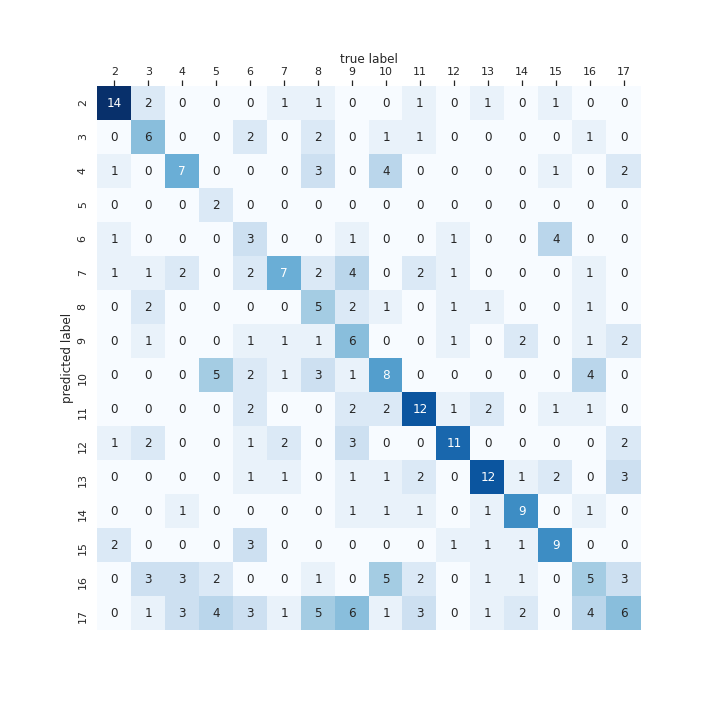 true label
2 3 4 5 6 7 8 9 10 11 12 13 14 15 16 17
predicted label
2 14 2 0 0 0 1 1 0 0 1 0 1 0 1 0 0
3 0 6 0 0 2 0 2 0 1 1 0 0 0 0 1 0
4 1 0 7 0 0 0 3 0 4 0 0 0 0 1 0 2
5 0 0 0 2 0 0 0 0 0 0 0 0 0 0 0 0
6 1 0 0 0 3 0 0 1 0 0 1 0 0 4 0 0
7 1 1 2 0 2 7 2 4 0 2 1 0 0 0 1 0
8 0 2 0 0 0 0 5 2 1 0 1 1 0 0 1 0
9 0 1 0 0 1 1 1 6 0 0 1 0 2 0 1 2
10 0 0 0 5 2 1 3 1 8 0 0 0 0 0 4 0
11 0 0 0 0 2 0 0 2 2 12 1 2 0 1 1 0
12 1 2 0 0 1 2 0 3 0 0 11 0 0 0 0 2
13 0 0 0 0 1 1 0 1 1 2 0 12 1 2 0 3
14 0 0 1 0 0 0 0 1 1 1 0 1 9 0 1 0
15 2 0 0 0 3 0 0 0 0 0 1 1 1 9 0 0
16 0 3 3 2 0 0 1 0 5 2 0 1 1 0 5 3
17 0 1 3 4 3 1 5 6 1 3 0 1 2 0 4 6